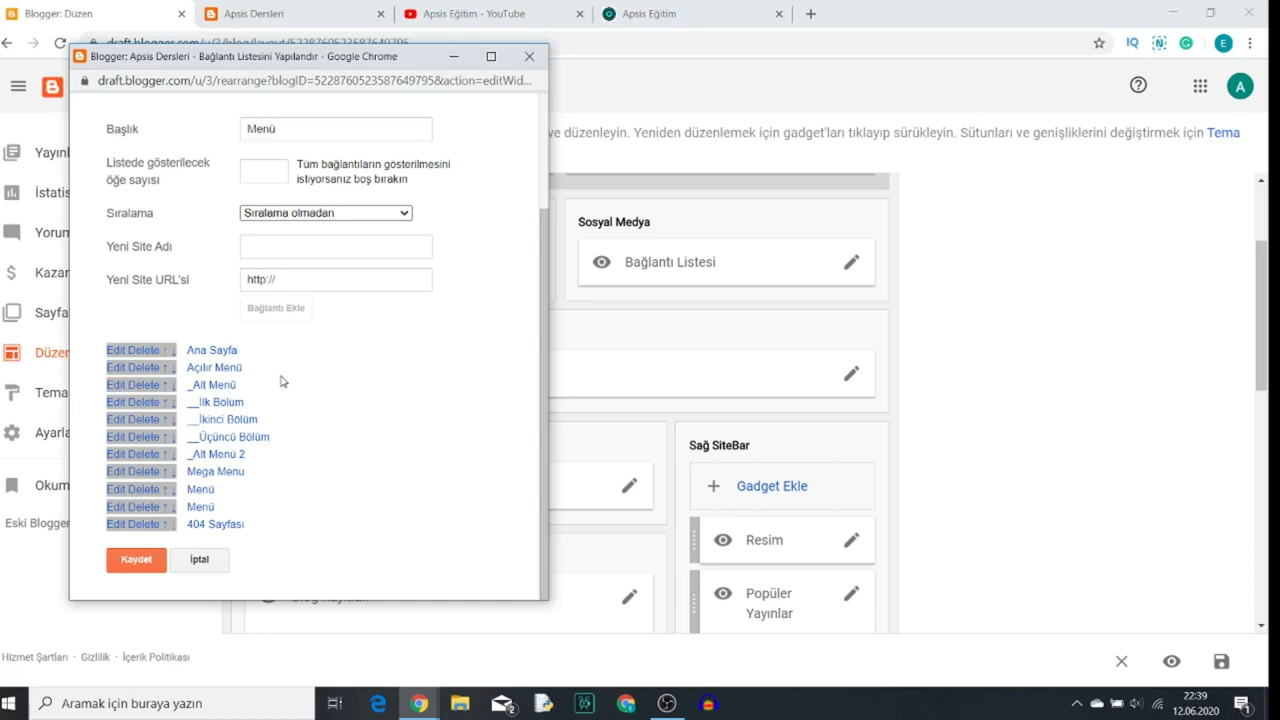 Blogger: Düzen
Apsis Dersleri
Apsis Eğitim - YouTube
Apsis Eğitim
Blogger: Apsis Dersleri - Bağlantı Listesini Yapılandır - Google Chrome
draft.blogger.com/u/3/rearrange?blogID=5228760523587649795&action=editWid...
A
E
Başlık
Menü
Listede gösterilecek
öğe sayısı
Tüm bağlantıların gösterilmesini
istiyorsanız boş bırakın
Sıralama
Sıralama olmadan
Yeni Site Adı
Yeni Site URL'si
http://
Bağlantı Ekle
Edit Delete ↑ ↓ Ana Sayfa
Edit Delete ↑ ↓ Açılır Menü
Edit Delete ↑ ↓ _Alt Menü
Edit Delete ↑ ↓ __İlk Bölüm
Edit Delete ↑ ↓ __İkinci Bölüm
Edit Delete ↑ ↓ __Üçüncü Bölüm
Edit Delete ↑ ↓ _Alt Menü 2
Edit Delete ↑ ↓ Mega Menu
Edit Delete ↑ ↓ Menü
Edit Delete ↑ ↓ Menü
Edit Delete ↑ ↓ 404 Sayfası
Kaydet
İptal
ve düzenleyin. Yeniden düzenlemek için gadget'ları tıklayıp sürükleyin. Sütunları ve genişliklerini değiştirmek için Tema
Yayınl
İstatis
Yorum
Kazan
Sayfa
Düzen
Tema
Ayarla
Okum
Eski Blogger
Sosyal Medya
Bağlantı Listesi
Sağ SiteBar
Gadget Ekle
Resim
Popüler
Yayınlar
Hizmet Şartları · Gizlilik · İçerik Politikası
Aramak için buraya yazın
2
22:39
12.06.2020
1